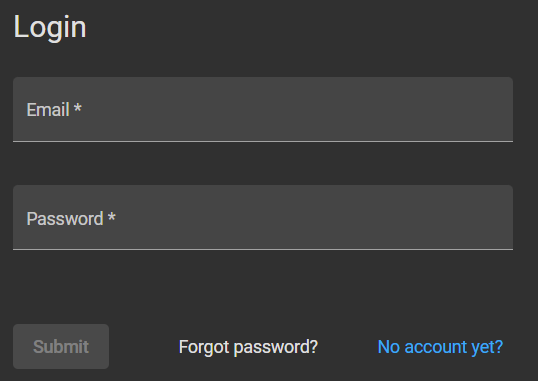 Login
Email *
Password *
Submit Forgot password? No account yet?